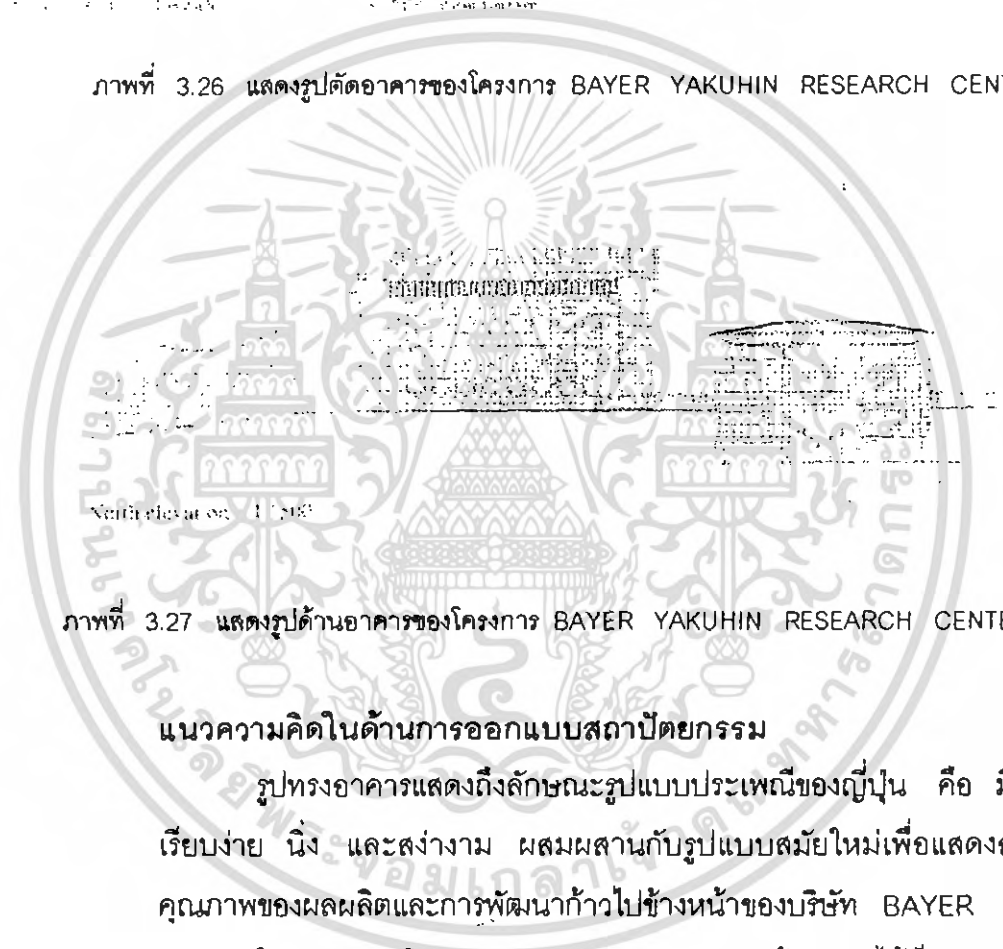 ภาพที่ 3.26 แสดงรูปตัดอาคารของโครงการ BAYER YAKUHIN RESEARCH CENT
North elevation
ภาพที่ 3.27 แสดงรูปด้านอาคารของโครงการ BAYER YAKUHIN RESEARCH CENTE
แนวความคิดในด้านการออกแบบสถาปัตยกรรม
รูปทรงอาคารแสดงถึงลักษณะรูปแบบประเพณีของญี่ปุ่น คือ มี
เรียบง่าย นิ่ง และสง่างาม ผสมผสานกับรูปแบบสมัยใหม่เพื่อแสดง
คุณภาพของผลผลิตและการพัฒนาก้าวไปข้างหน้าของบริษัท BAYER